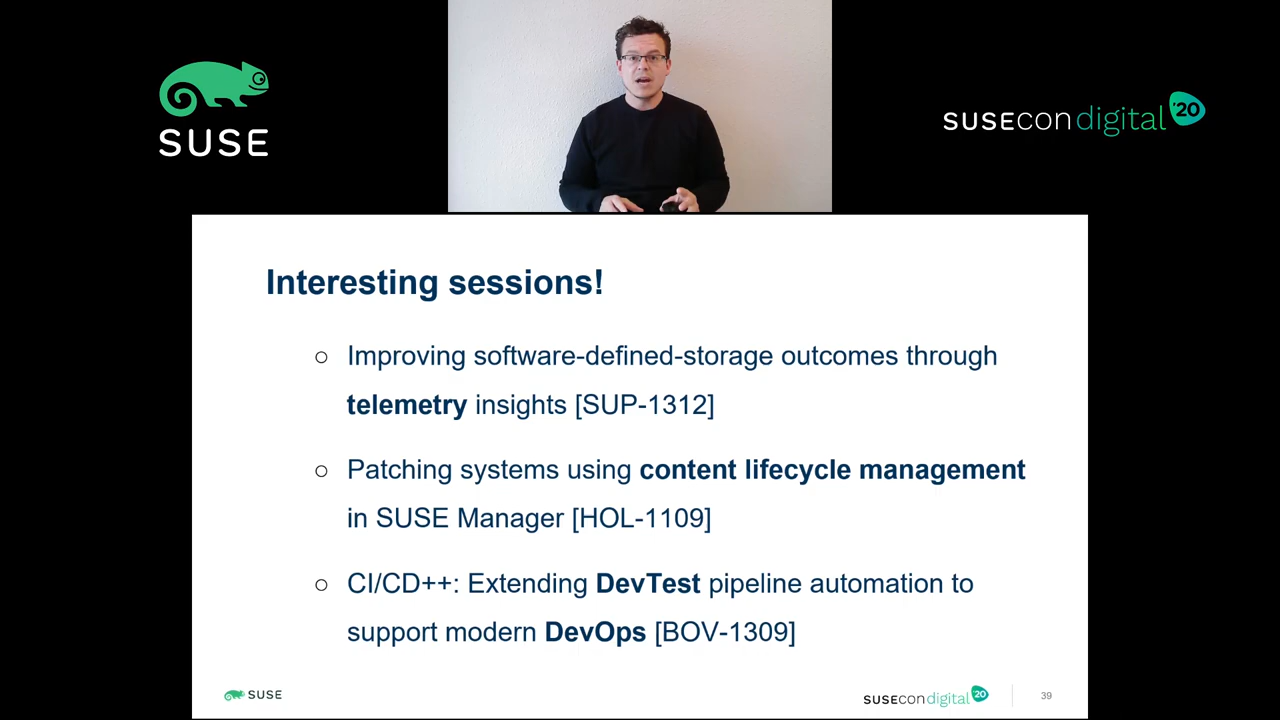 SUSE
SUSECON digital '20
Interesting sessions!
○ Improving software-defined-storage outcomes through
telemetry insights [SUP-1312]
○ Patching systems using content lifecycle management
in SUSE Manager [HOL-1109]
○ CI/CD++: Extending DevTest pipeline automation to
support modern DevOps [BOV-1309]
SUSE
SUSECON digital '20
39